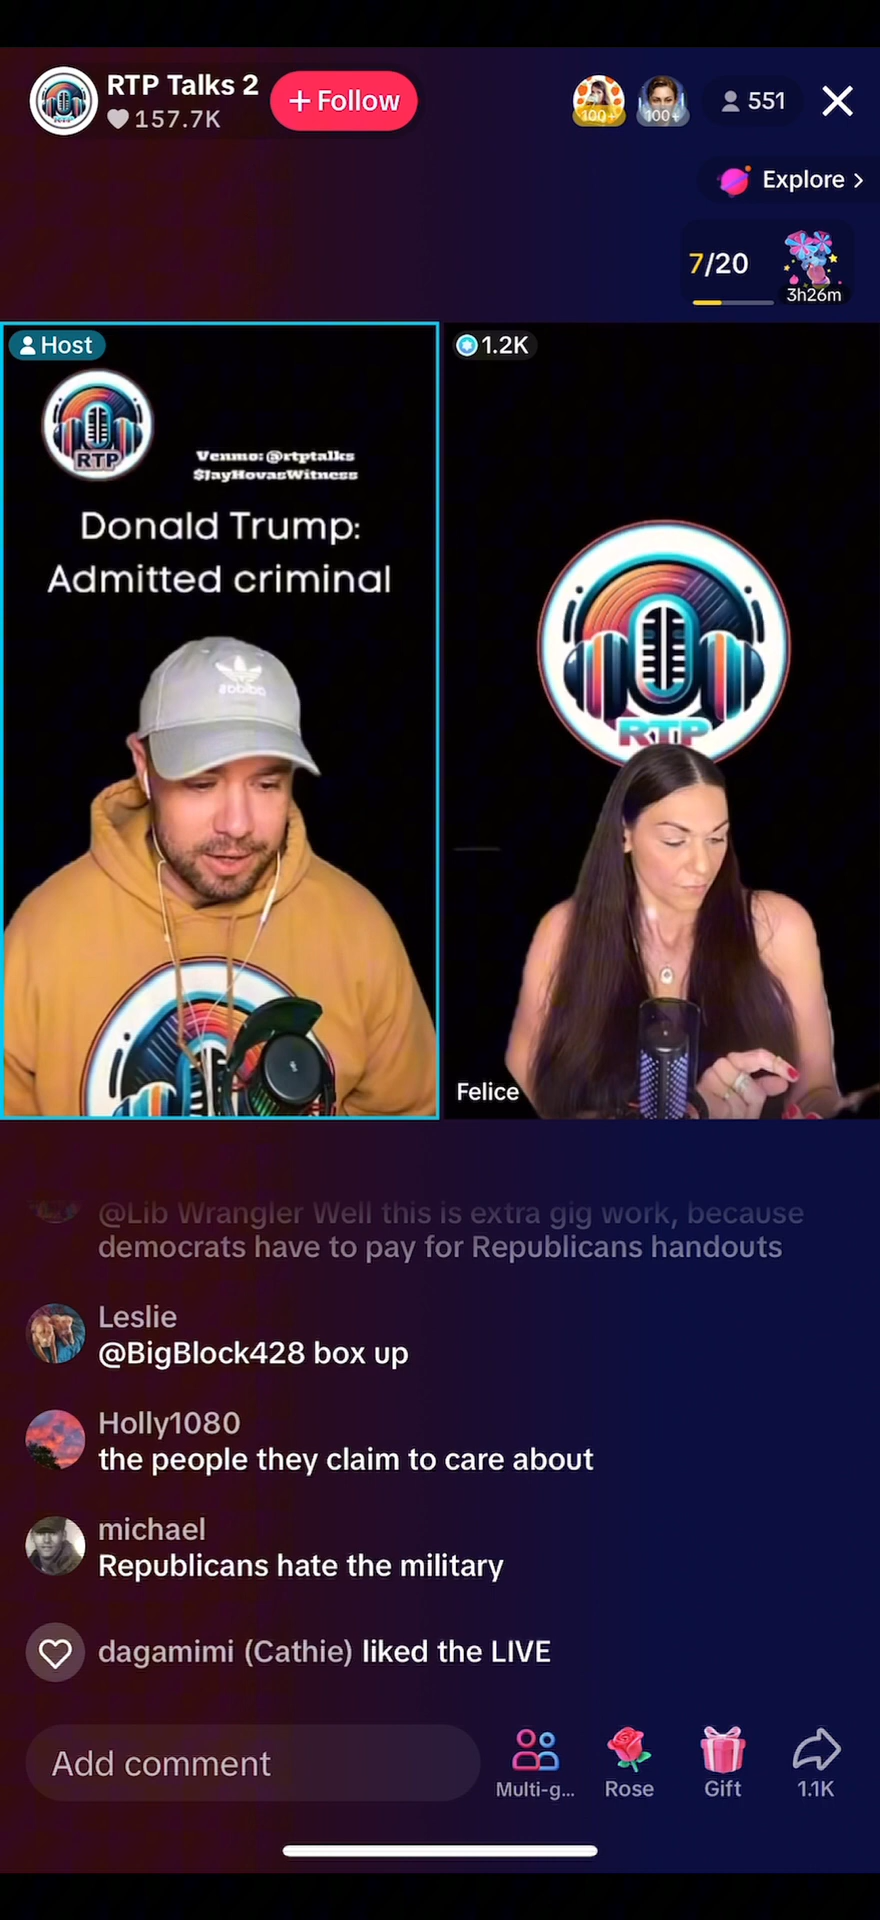 RTP Talks 2
157.7K
+ Follow
100+
100+
551
Explore >
7/20
3h26m
Host
1.2K
RTP
Venmo: @rtptalks
$JayHovasWitness
Donald Trump:
Admitted criminal
adidas
RTP
Felice
@Lib Wrangler Well this is extra gig work, because
democrats have to pay for Republicans handouts
Leslie
@BigBlock428 box up
Holly1080
the people they claim to care about
michael
Republicans hate the military
dagamimi (Cathie) liked the LIVE
Add comment
Multi-g...
Rose
Gift
1.1K